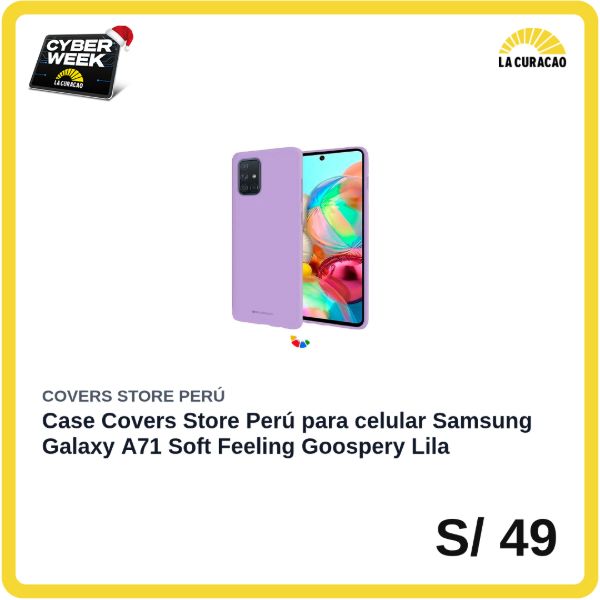 CYBER
WEEK
LA CURACAO
LA CURACAO
COVERS STORE PERÚ
Case Covers Store Perú para celular Samsung
Galaxy A71 Soft Feeling Goospery Lila
S/ 49